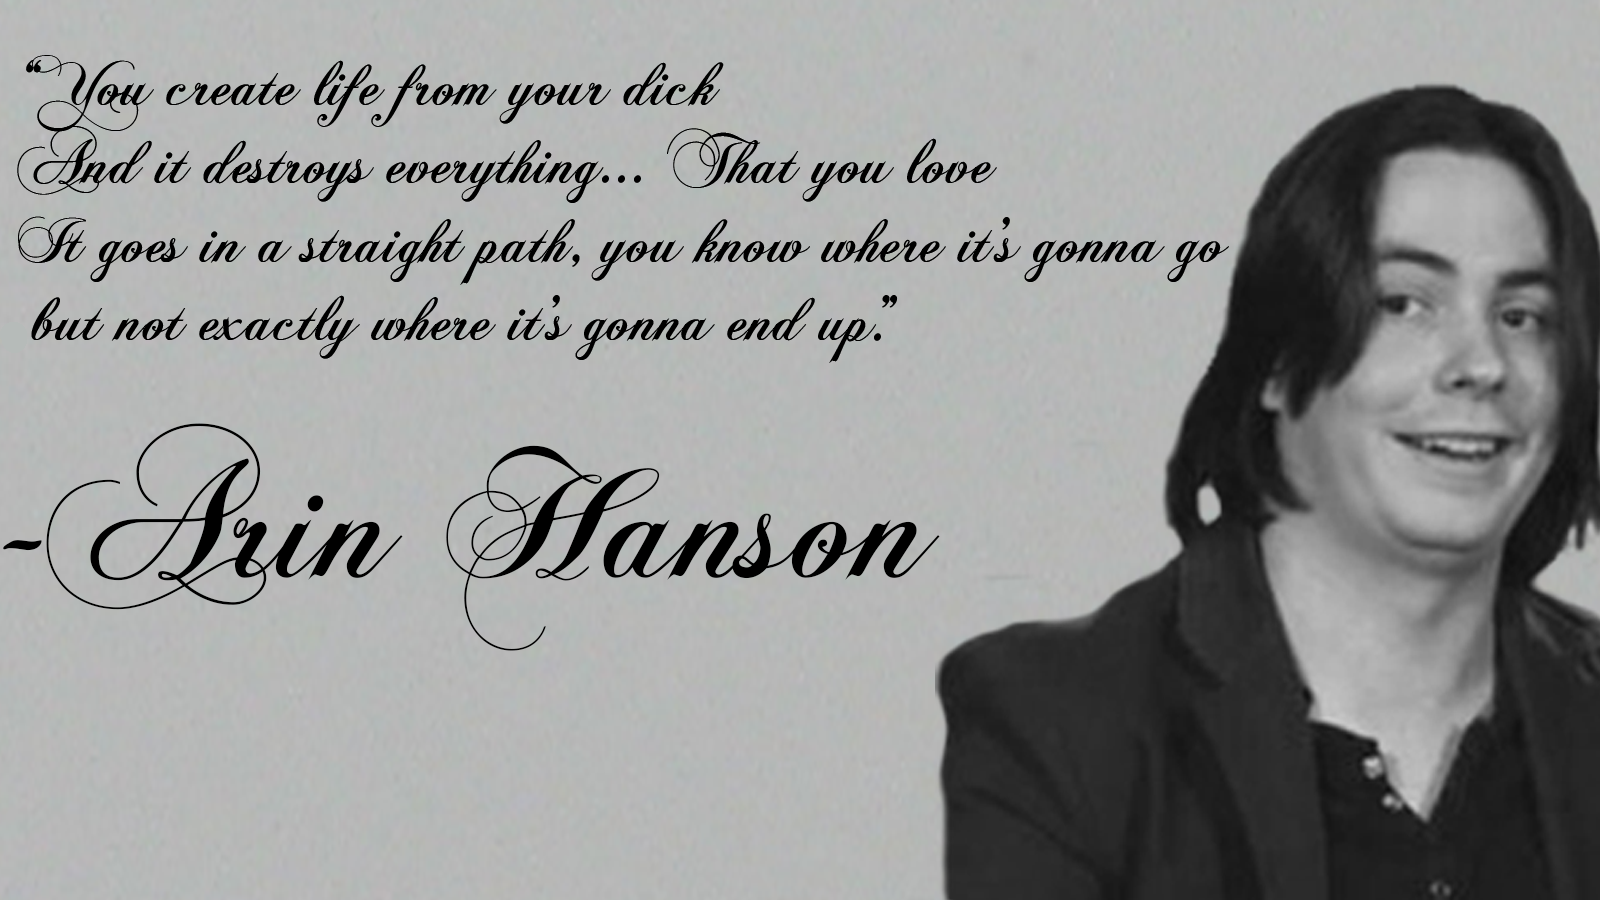 “You create life from your dick
And it destroys everything... That you love
It goes in a straight path, you know where it’s gonna go
but not exactly where it’s gonna end up.”
-Arin Hanson